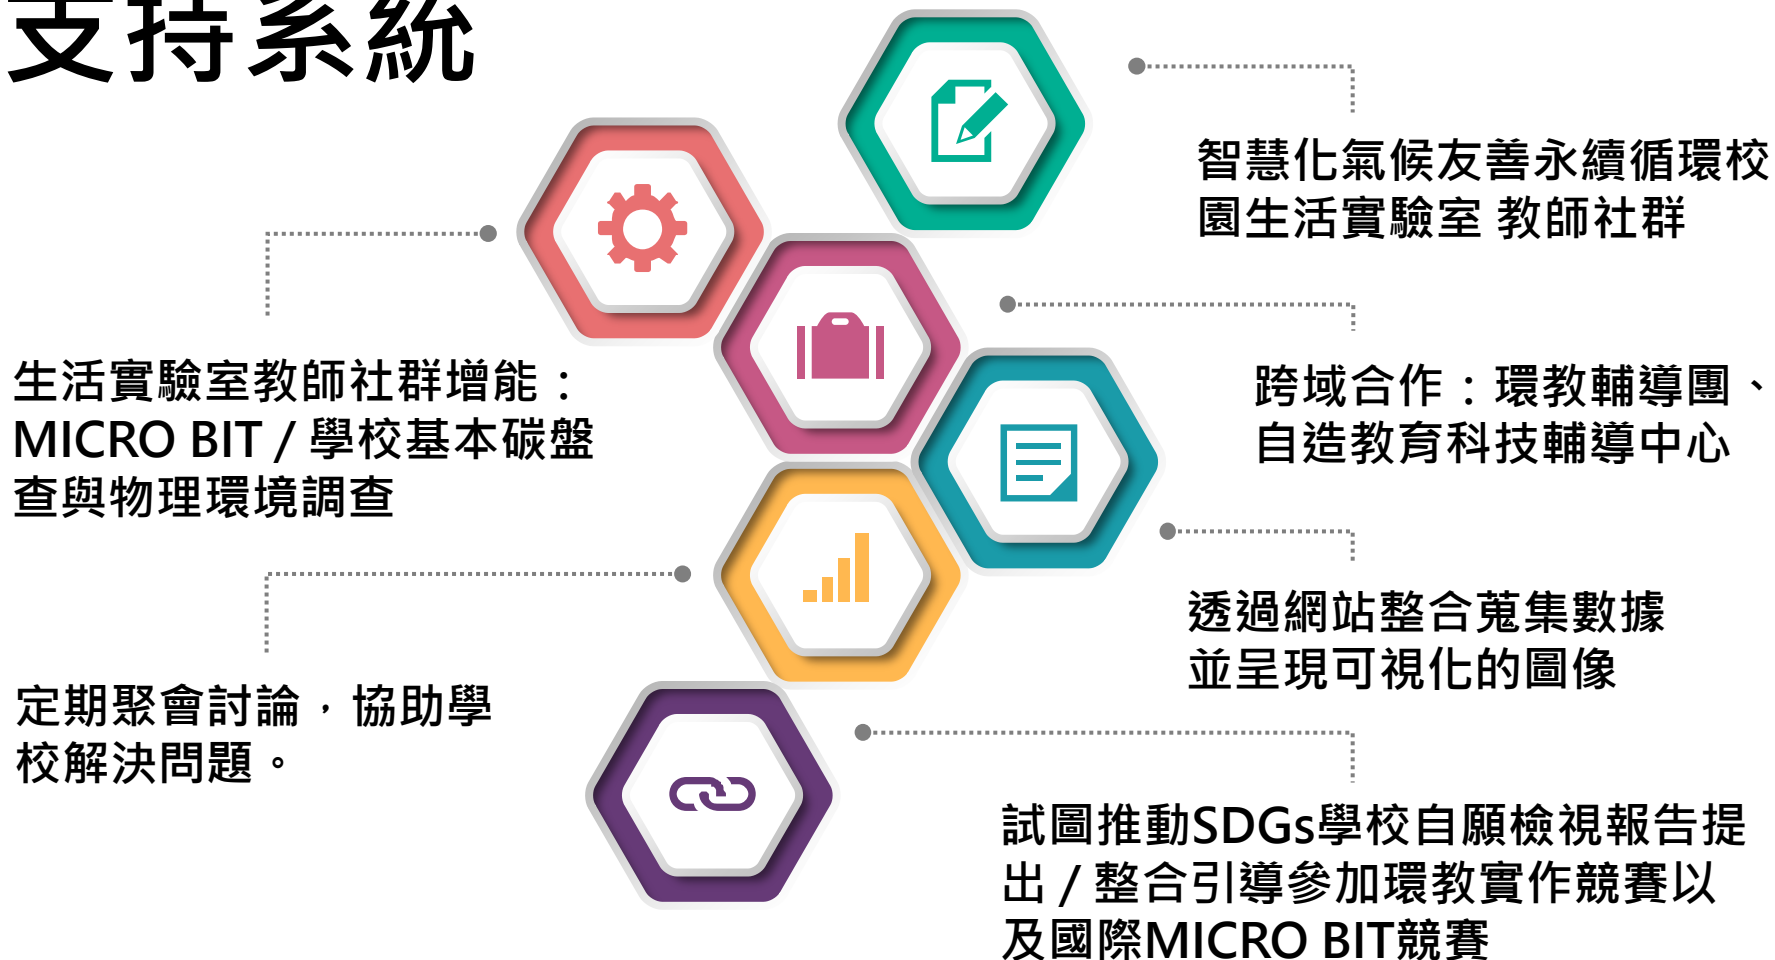 支持系統
智慧化氣候友善永續循環校
園生活實驗室 教師社群
生活實驗室教師社群增能：
MICRO BIT / 學校基本碳盤
查與物理環境調查
跨域合作：環教輔導團、
自造教育科技輔導中心
透過網站整合蒐集數據
並呈現可視化的圖像
定期聚會討論，協助學
校解決問題。
試圖推動SDGs學校自願檢視報告提
出 / 整合引導參加環教實作競賽以
及國際MICRO BIT競賽